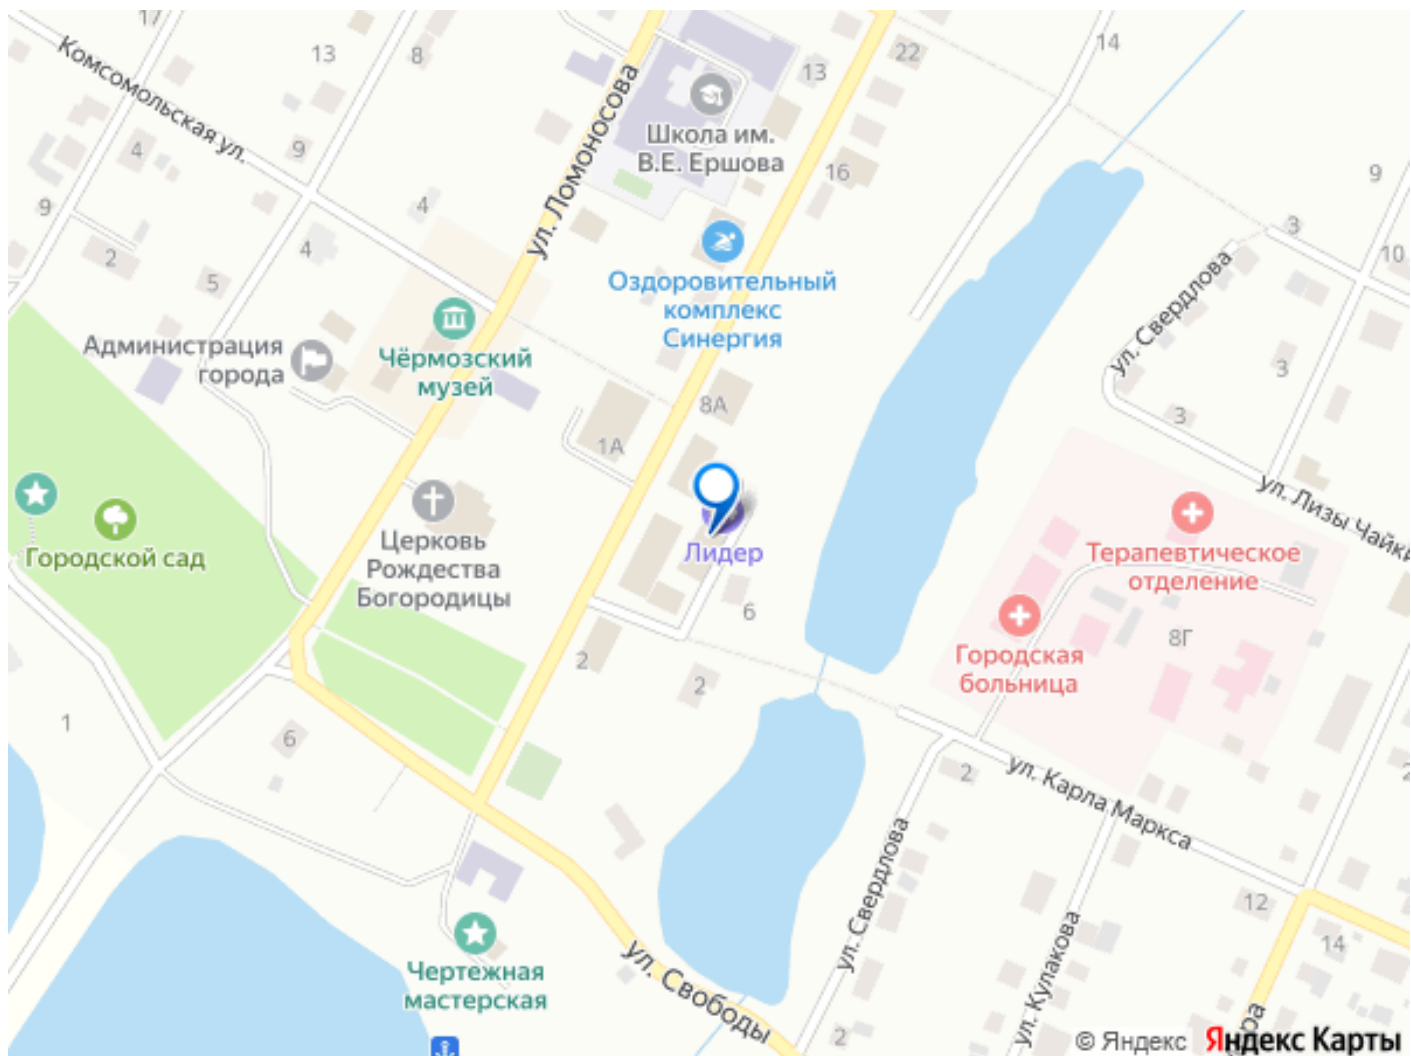 17
13
8
14
22
13
Комсомольская ул.
ул. Ломоносова
Школа им.
В.Е. Ершова
4
9
16
9
9
4
3
2
4
5
10
Оздоровительный
комплекс
Синергия
ул. Свердлова
Администрация
города
Чёрмозский
музей
3
8А
3
1А
ул. Лизы Чайки
Городской сад
Церковь
Рождества
Богородицы
Лидер
Терапевтическое
отделение
6
8Г
2
Городская
больница
2
1
6
2
ул. Карла Маркса
2
ул. Свердлова
12
14
ул. Кулакова
Чертежная
мастерская
ул. Свободы
2
© Яндекс Яндекс Карты